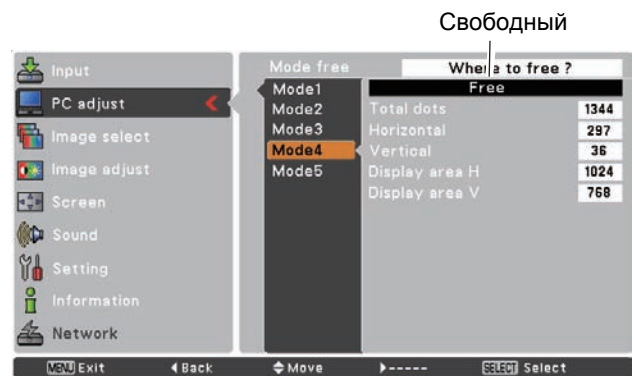 Свободный
Input
PC adjust
Image select
Image adjust
Screen
Sound
Setting
Information
Network
Mode free
Where to free ?
Mode1
Mode2
Mode3
Mode4
Mode5
Free
Total dots 1344
Horizontal 297
Vertical 36
Display area H 1024
Display area V 768
MENU Exit Back Move ----- SELECT Select